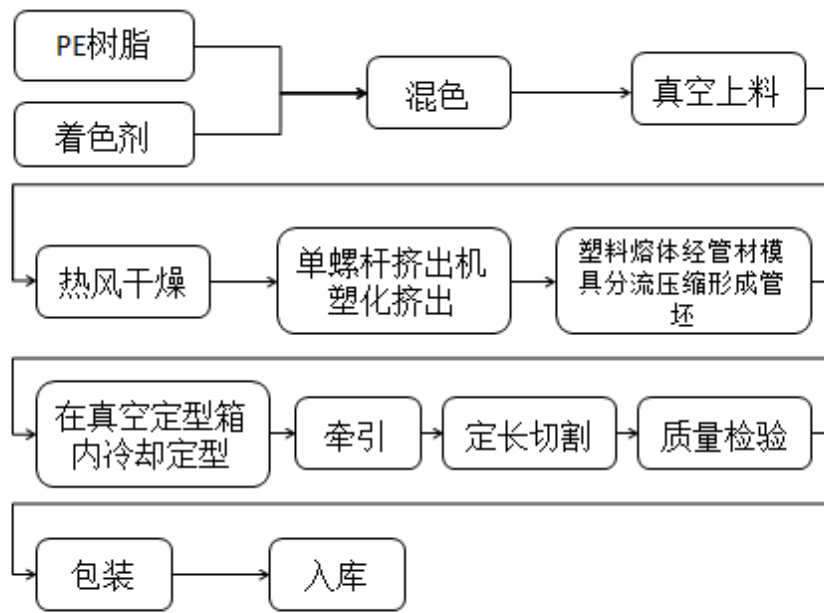 PE树脂
着色剂
混色
真空上料
热风干燥
单螺杆挤出机
塑化挤出
塑料熔体经管材模
具分流压缩形成管
坯
在真空定型箱
内冷却定型
牵引
定长切割
质量检验
包装
入库